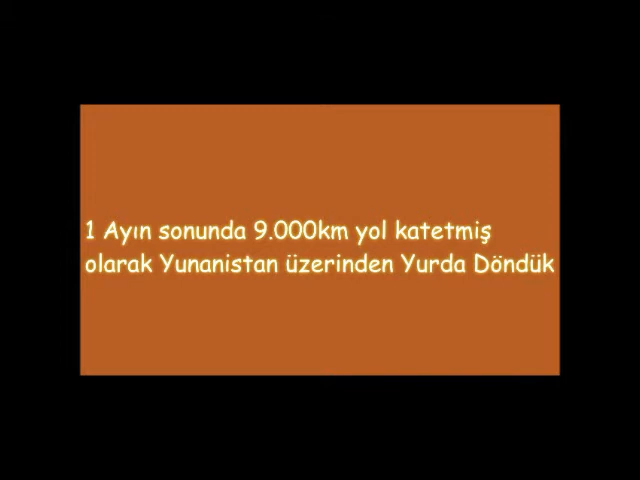 1 Ayın sonunda 9.000km yol katetmiş
olarak Yunanistan üzerinden Yurda Döndük